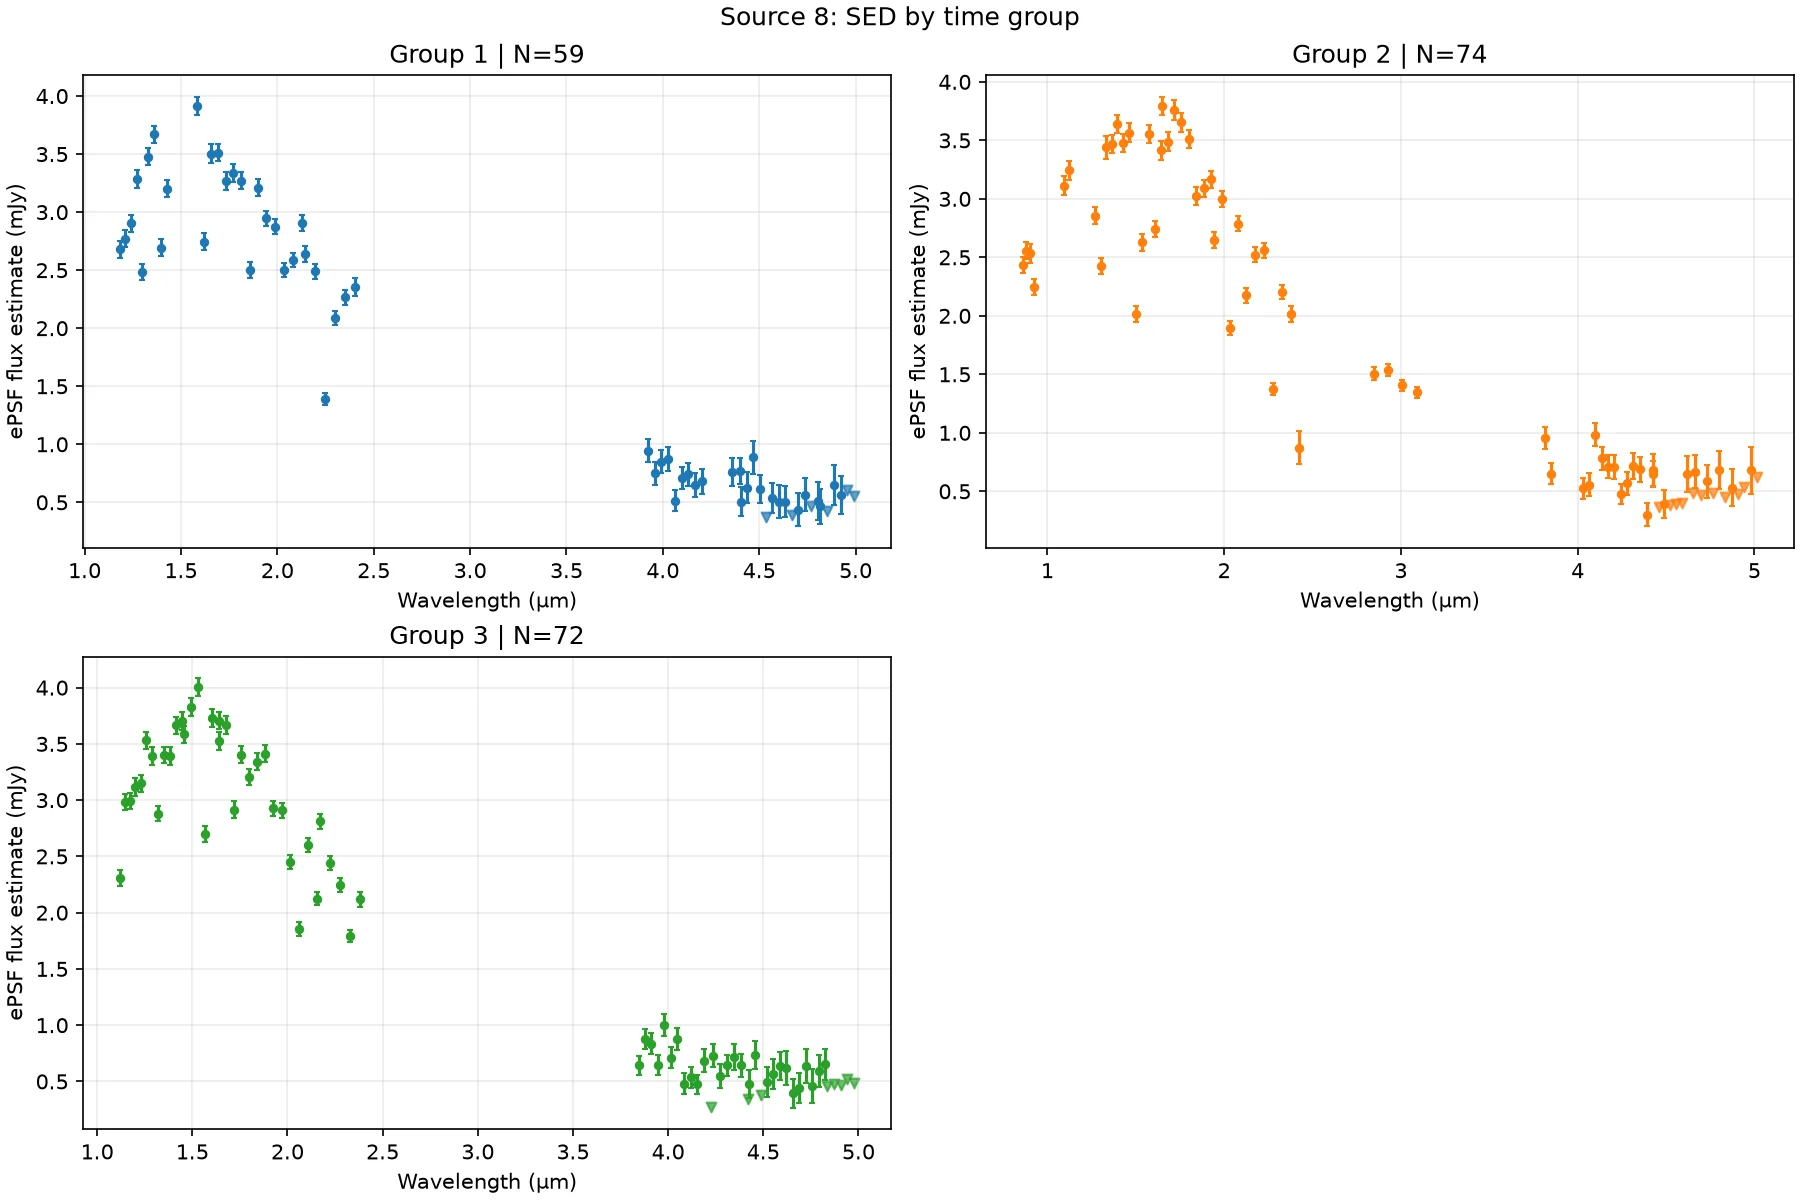 Source 8: SED by time group
Group 1 | N=59
ePSF flux estimate (mJy)
4.0
3.5
3.0
2.5
2.0
1.5
1.0
0.5
1.0 1.5 2.0 2.5 3.0 3.5 4.0 4.5 5.0
Wavelength (µm)
Group 2 | N=74
ePSF flux estimate (mJy)
4.0
3.5
3.0
2.5
2.0
1.5
1.0
0.5
1 2 3 4 5
Wavelength (µm)
Group 3 | N=72
ePSF flux estimate (mJy)
4.0
3.5
3.0
2.5
2.0
1.5
1.0
0.5
1.0 1.5 2.0 2.5 3.0 3.5 4.0 4.5 5.0
Wavelength (µm)